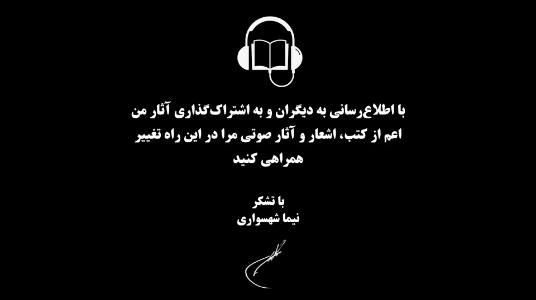 با اطلاع‌رسانی به دیگران و به اشتراک‌گذاری آثار من
اعم از کتب، اشعار و آثار صوتی مرا در این راه تغییر
همراهی کنید
با تشکر
نیما شهسواری